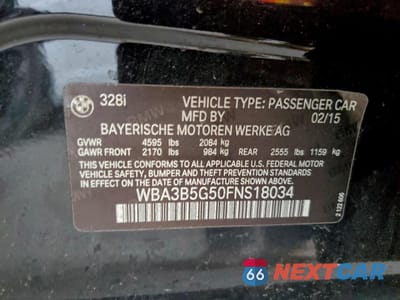 328i VEHICLE TYPE: PASSENGER CAR
MFD BY 02/15
BAYERISCHE MOTOREN WERKE AG
GVWR 4595 lbs 2084 kg
GAWR FRONT 2170 lbs 984 kg REAR 2555 lbs 1159 kg
THIS VEHICLE CONFORMS TO ALL APPLICABLE
FEDERAL MOTOR VEHICLE SAFETY, BUMPER, AND THEFT
PREVENTION STANDARDS IN EFFECT ON THE DATE OF
MANUFACTURE SHOWN ABOVE.
WBA3B5G50FNS18034
66 NEXTCAR